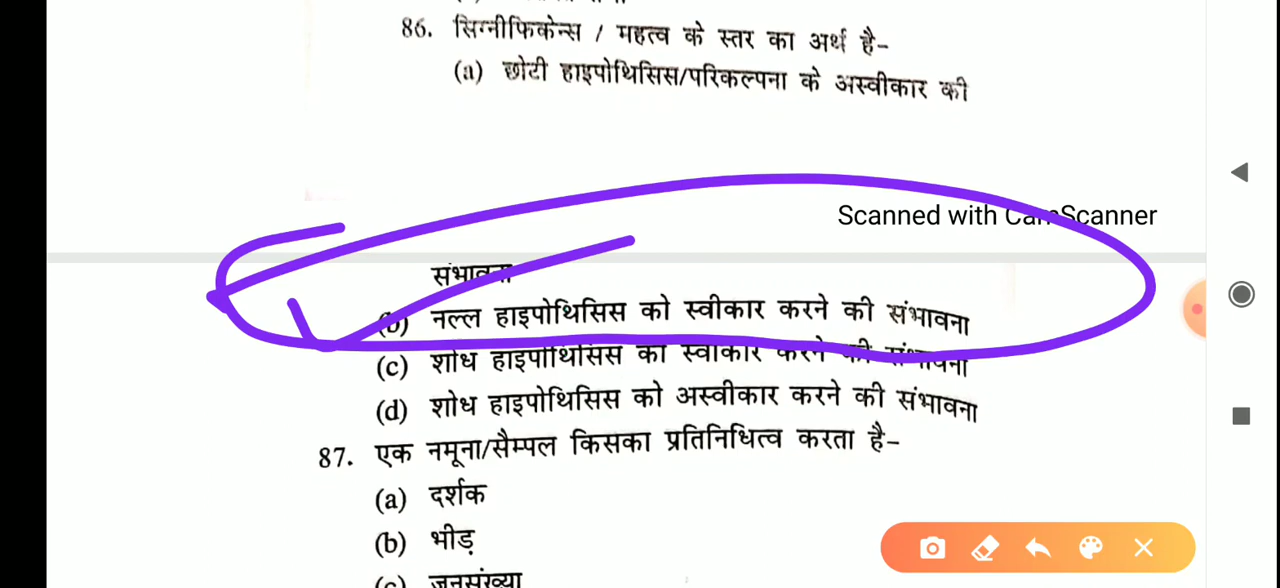 86. सिग्नीफिकेन्स / महत्व के स्तर का अर्थ है-
(a) छोटी हाइपोथिसिस/परिकल्पना के अस्वीकार की
Scanned with CamScanner
संभावना
(b) नल्ल हाइपोथिसिस को स्वीकार करने की संभावना
(c) शोध हाइपोथिसिस को स्वीकार करने की संभावना
(d) शोध हाइपोथिसिस को अस्वीकार करने की संभावना
87. एक नमूना/सैम्पल किसका प्रतिनिधित्व करता है-
(a) दर्शक
(b) भीड़
(c) जनसंख्या